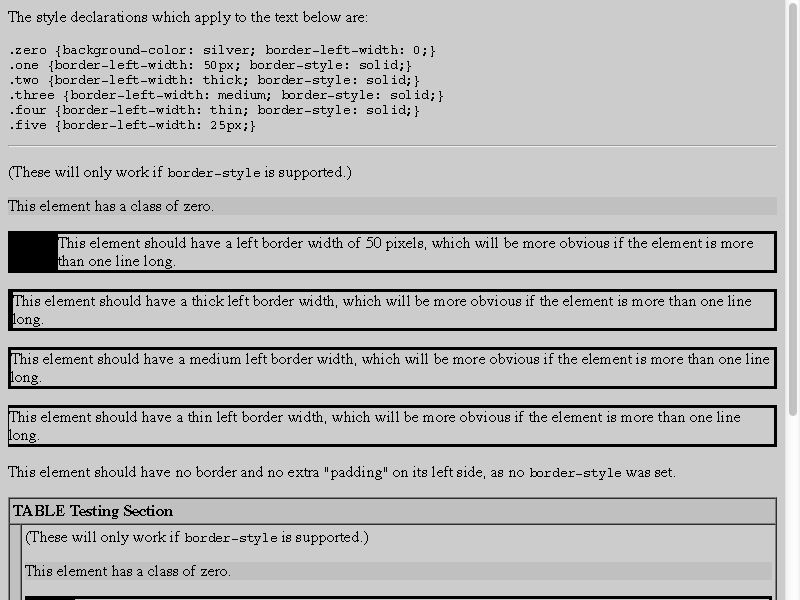 The style declarations which apply to the text below are:
.zero {background-color: silver; border-left-width: 0;}
.one {border-left-width: 50px; border-style: solid;}
.two {border-left-width: thick; border-style: solid;}
.three {border-left-width: medium; border-style: solid;}
.four {border-left-width: thin; border-style: solid;}
.five {border-left-width: 25px;}
(These will only work if border-style is supported.)
This element has a class of zero.
This element should have a left border width of 50 pixels, which will be more obvious if the element is more
than one line long.
This element should have a thick left border width, which will be more obvious if the element is more than one line
long.
This element should have a medium left border width, which will be more obvious if the element is more than one line
long.
This element should have a thin left border width, which will be more obvious if the element is more than one line
long.
This element should have no border and no extra "padding" on its left side, as no border-style was set.
TABLE Testing Section
(These will only work if border-style is supported.)
This element has a class of zero.